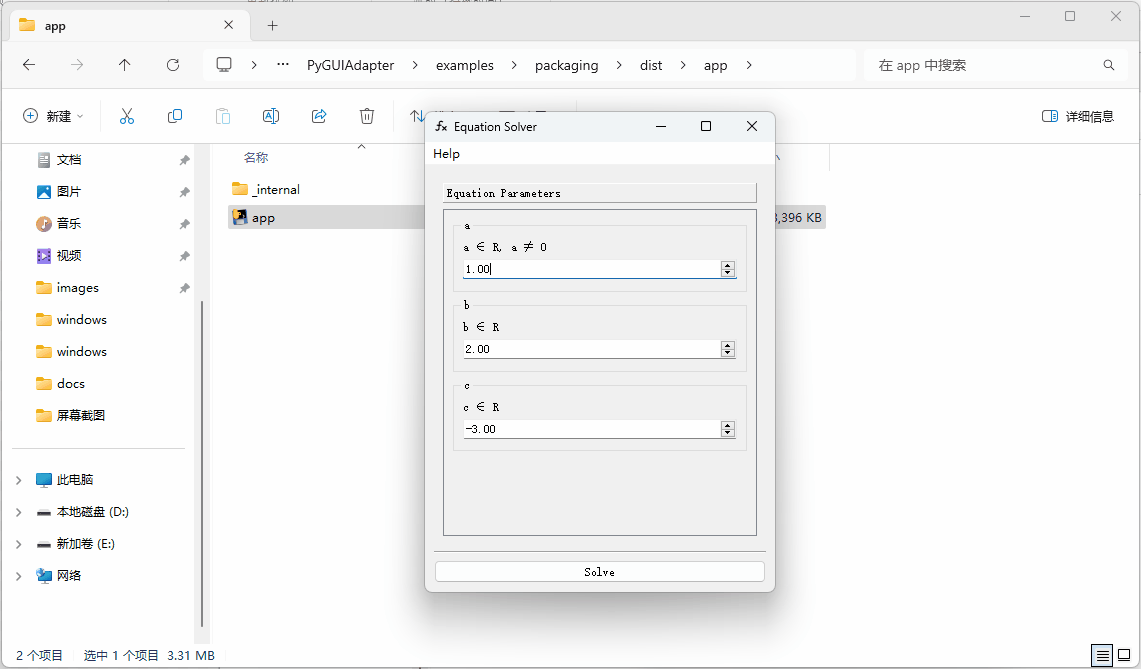 app
PyGUIAdapter examples packaging dist app
在 app 中搜索
新建
详细信息
文档
图片
音乐
视频
images
windows
windows
docs
屏幕截图
此电脑
本地磁盘 (D:)
新加卷 (E:)
网络
名称
_internal
app
3,396 KB
Equation Solver
Help
Equation Parameters
a
a ∈ R, a ≠ 0
1.00
b
b ∈ R
2.00
c
c ∈ R
-3.00
Solve
2 个项目 选中 1 个项目 3.31 MB